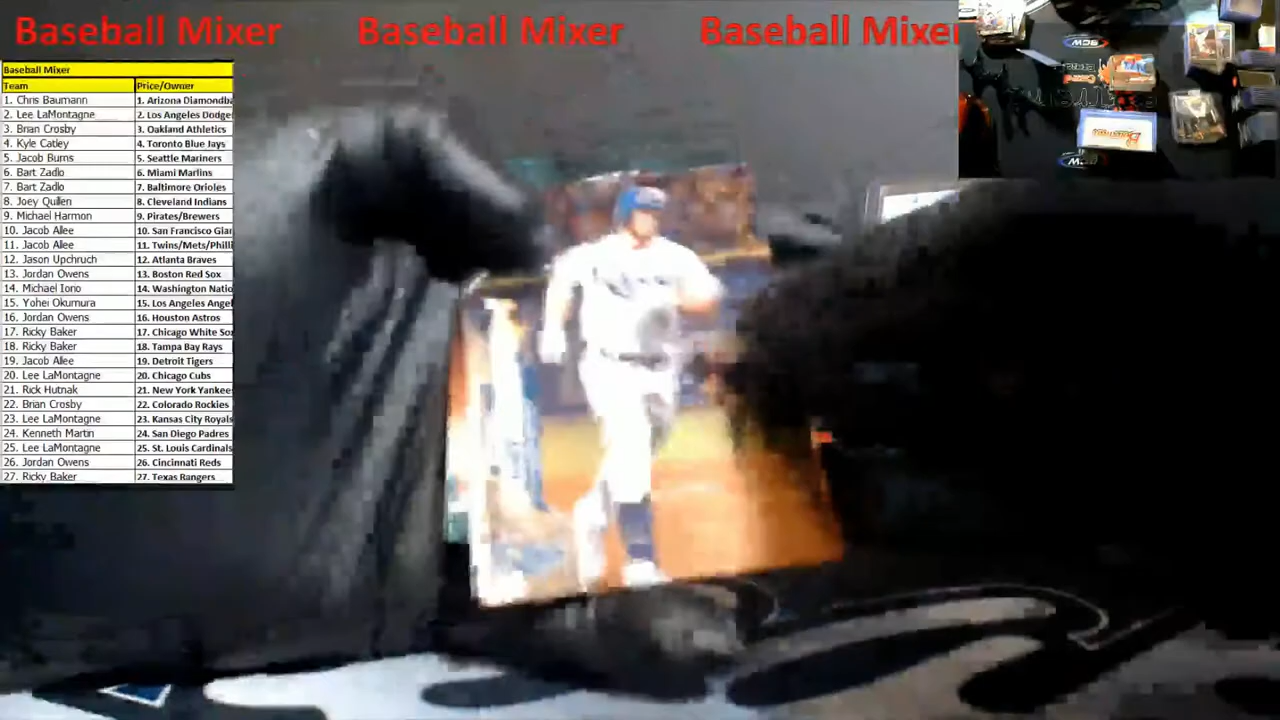 Baseball Mixer Baseball Mixer Baseball Mixer
Baseball Mixer
Team Price/Owner
1. Chris Baumann 1. Arizona Diamondba
2. Lee LaMontagne 2. Los Angeles Dodge
3. Brian Crosby 3. Oakland Athletics
4. Kyle Catley 4. Toronto Blue Jays
5. Jacob Burns 5. Seattle Mariners
6. Bart Zadlo 6. Miami Marlins
7. Bart Zadlo 7. Baltimore Orioles
8. Joey Quillen 8. Cleveland Indians
9. Michael Harmon 9. Pirates/Brewers
10. Jacob Allee 10. San Francisco Gian
11. Jacob Allee 11. Twins/Mets/Philli
12. Jason Upchruch 12. Atlanta Braves
13. Jordan Owens 13. Boston Red Sox
14. Michael Iorio 14. Washington Natio
15. Yohei Okumura 15. Los Angeles Angel
16. Jordan Owens 16. Houston Astros
17. Ricky Baker 17. Chicago White Sox
18. Ricky Baker 18. Tampa Bay Rays
19. Jacob Allee 19. Detroit Tigers
20. Lee LaMontagne 20. Chicago Cubs
21. Rick Hutnak 21. New York Yankee
22. Brian Crosby 22. Colorado Rockies
23. Lee LaMontagne 23. Kansas City Royals
24. Kenneth Martin 24. San Diego Padres
25. Lee LaMontagne 25. St. Louis Cardinals
26. Jordan Owens 26. Cincinnati Reds
27. Ricky Baker 27. Texas Rangers